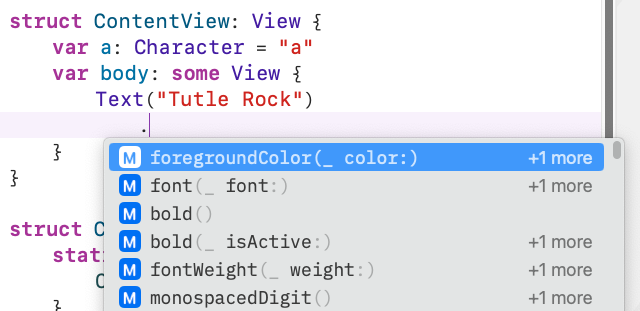 struct ContentView: View {
var a: Character = "a"
var body: some View {
Text("Tutle Rock")
.
}
}
struct C
stati
C
}
M foregroundColor(_ color:) +1 more
M font(_ font:) +1 more
M bold()
M bold(_ isActive:) +1 more
M fontWeight(_ weight:) +1 more
M monospacedDigit() +1 more